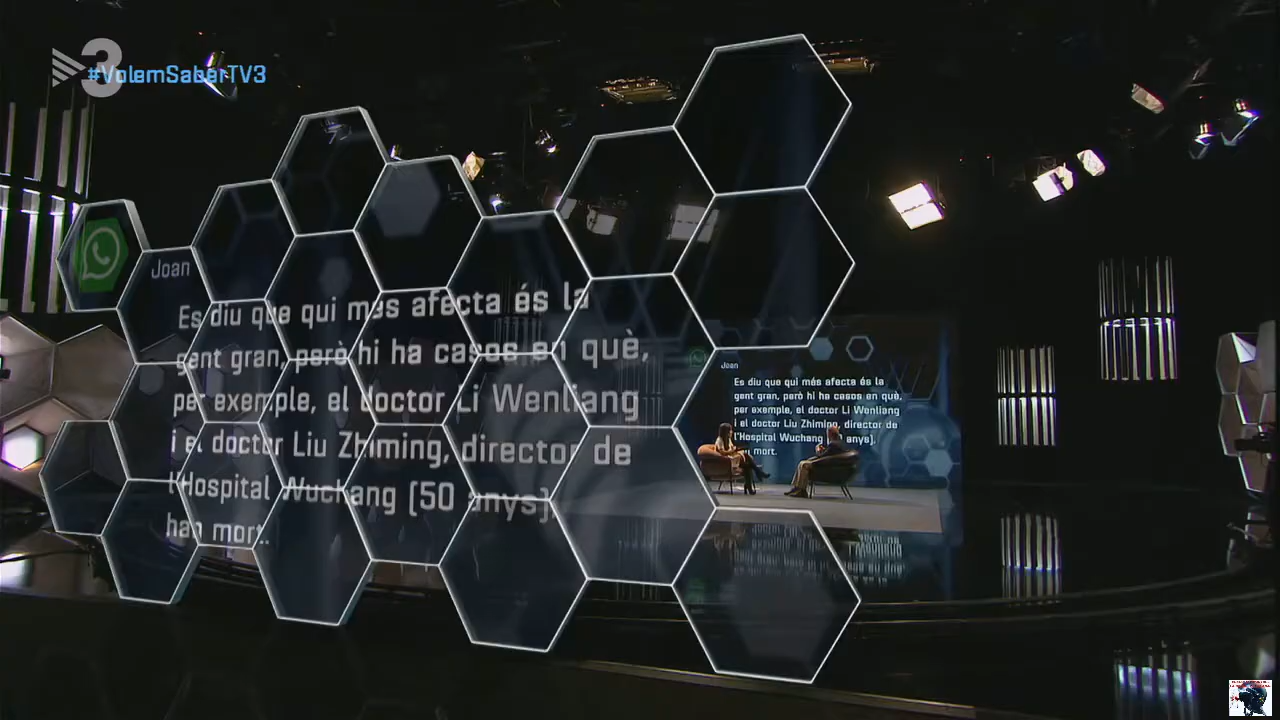 3
#VolemSaberTV3
Joan
Es diu que qui més afecta és la
gent gran, però hi ha casos en què,
per exemple, el doctor Li Wenliang
i el doctor Liu Zhiming, director de
l'Hospital Wuchang (50 anys),
han mort.
Joan
Es diu que qui més afecta és la
gent gran, però hi ha casos en què,
per exemple, el doctor Li Wenliang
i el doctor Liu Zhiming, director de
l'Hospital Wuchang anys),
mort.